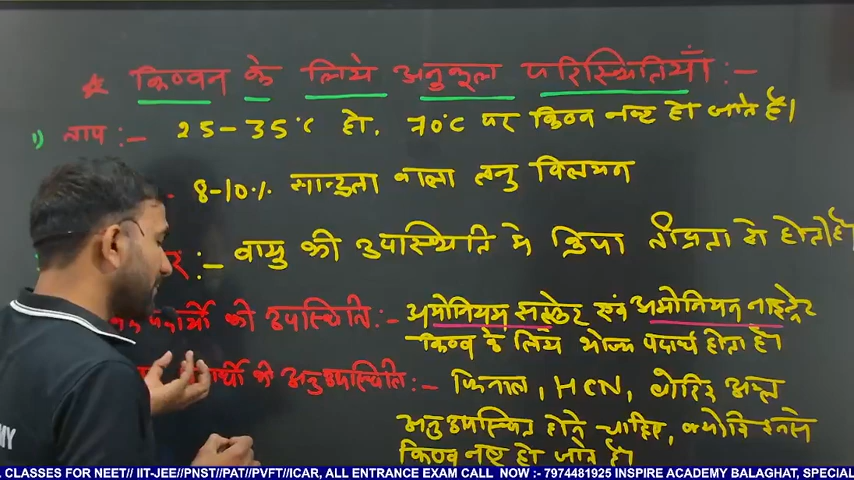 किण्वन के लिये अनुकूल परिस्थितियाँ :-
1) ताप :- 25-35°C हो, 70°C पर किण्व नष्ट हो जाते है।
8-10% सान्द्रता वाला तनु विलयन
:- वायु की उपस्थिति मे क्रिया तीव्रता से होती है
की उपस्थिति :- अमोनियम सल्फेट एवं अमोनियम नाइट्रेट
किण्व के लिये भोज्य पदार्थ होता है।
की अनुपस्थिति :- फिनाल, HCN, बोरिक अम्ल
अनुउपस्थित होने चाहिए, क्योकि इनसे
किण्व नष्ट हो जाते है।
CLASSES FOR NEET// IIT-JEE//PNST//PAT//PVFT//ICAR, ALL ENTRANCE EXAM CALL NOW :- 7974481925 INSPIRE ACADEMY BALAGHAT, SPECIAL